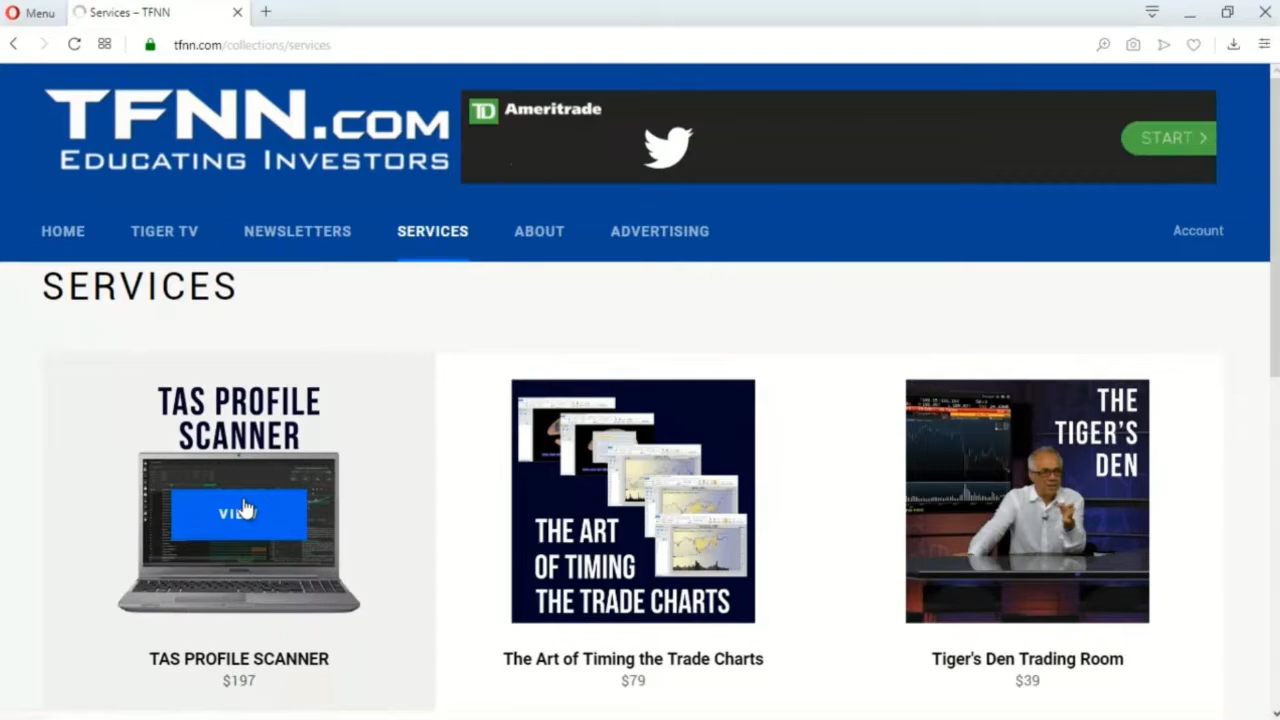 Menu
Services – TFNN
tfnn.com/collections/services
TFNN.COM
EDUCATING INVESTORS
TD Ameritrade
START >
HOME TIGER TV NEWSLETTERS SERVICES ABOUT ADVERTISING Account
SERVICES
TAS PROFILE
SCANNER
THE ART
OF TIMING
THE TRADE CHARTS
THE
TIGER'S
DEN
TAS PROFILE SCANNER
$197
The Art of Timing the Trade Charts
$79
Tiger's Den Trading Room
$39